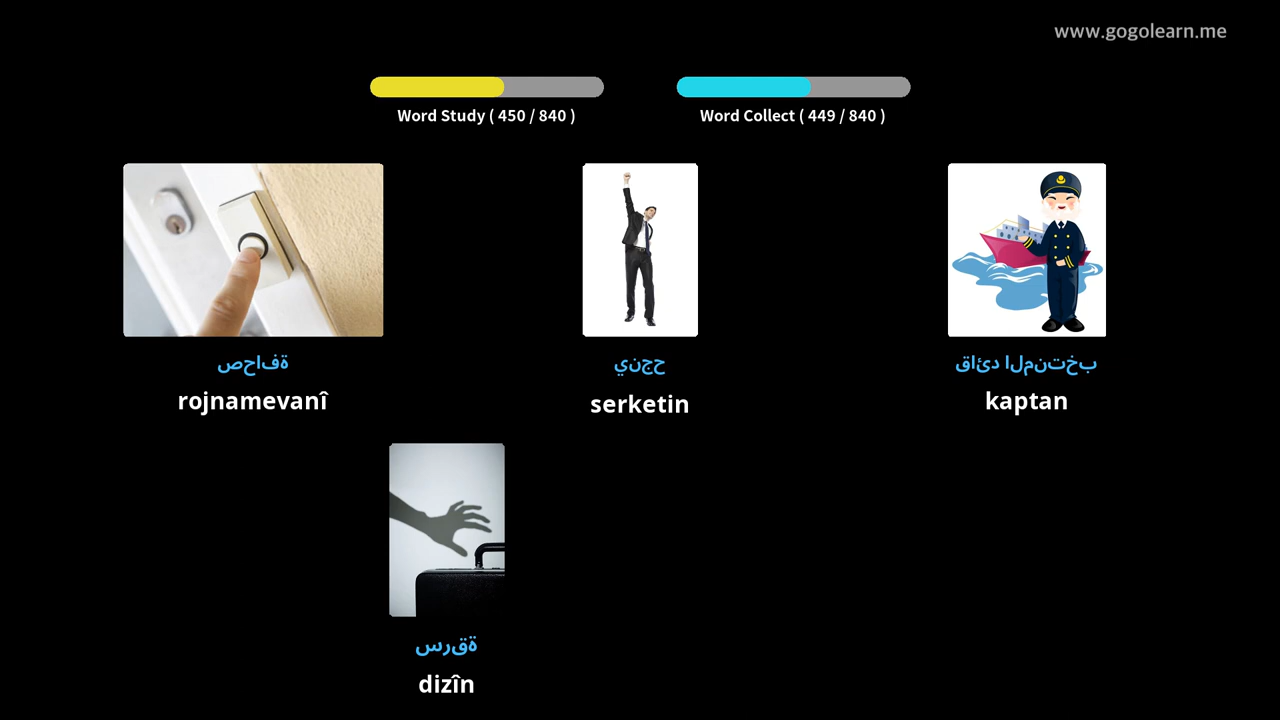 www.gogolearn.me
Word Study ( 450 / 840 )
Word Collect ( 449 / 840 )
صحافة
rojnamevanî
ينجح
serketin
قائد المنتخب
kaptan
سرقة
dizîn